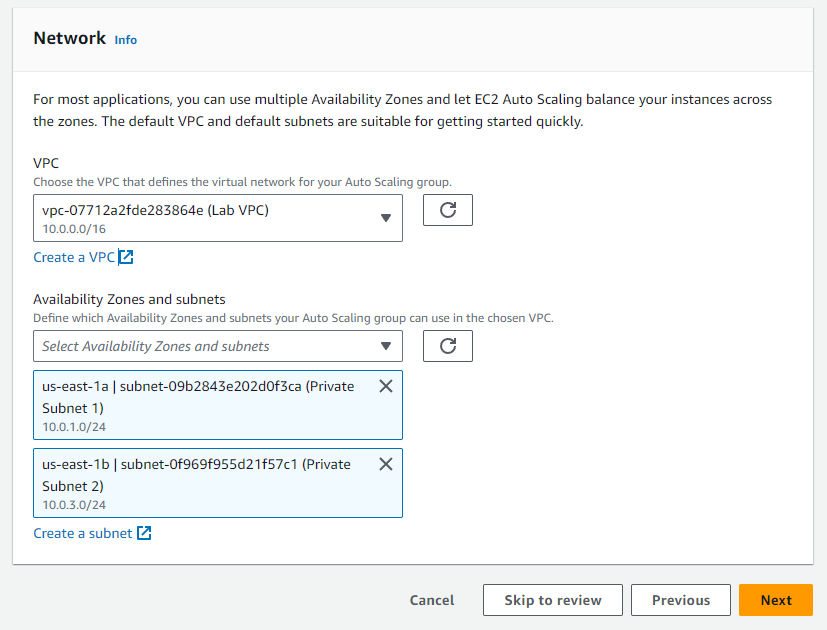 Network Info
For most applications, you can use multiple Availability Zones and let EC2 Auto Scaling balance your instances across
the zones. The default VPC and default subnets are suitable for getting started quickly.
VPC
Choose the VPC that defines the virtual network for your Auto Scaling group.
vpc-07712a2fde283864e (Lab VPC)
10.0.0.0/16
Create a VPC
Availability Zones and subnets
Define which Availability Zones and subnets your Auto Scaling group can use in the chosen VPC.
Select Availability Zones and subnets
us-east-1a | subnet-09b2843e202d0f3ca (Private
Subnet 1)
10.0.1.0/24
us-east-1b | subnet-0f969f955d21f57c1 (Private
Subnet 2)
10.0.3.0/24
Create a subnet
Cancel Skip to review Previous Next